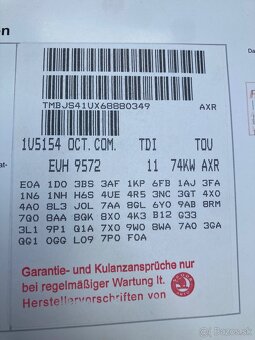 en
Da
TMBJS41UX68880349 AXR
1U5154 OCT.COM. TDI TOU
EUH 9572 11 74KW AXR
E0A 1D0 3BS 3AF 1KP 6FB 1AJ 3FA
1N6 1NH H6S 4UE 4R5 3NC 3GT 4X0
4A0 8L3 J0L 7AA 8GL 6Y0 9AB 8RM
7Q0 8AA 8QK 8X0 4K3 B12 G33
3L1 9P1 Q1A 7X0 9W0 8WA 7A0 3GA
QG1 0GG L09 7P0 F0A
Garantie- und Kulanzansprüche nur
bei regelmäßiger Wartung lt.
Herstellervorschriften von